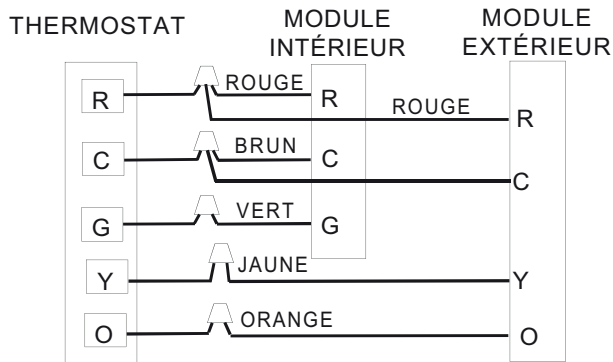 THERMOSTAT
MODULE
INTÉRIEUR
MODULE
EXTÉRIEUR
R
ROUGE
R
ROUGE
R
C
BRUN
C
C
G
VERT
G
Y
JAUNE
Y
O
ORANGE
O